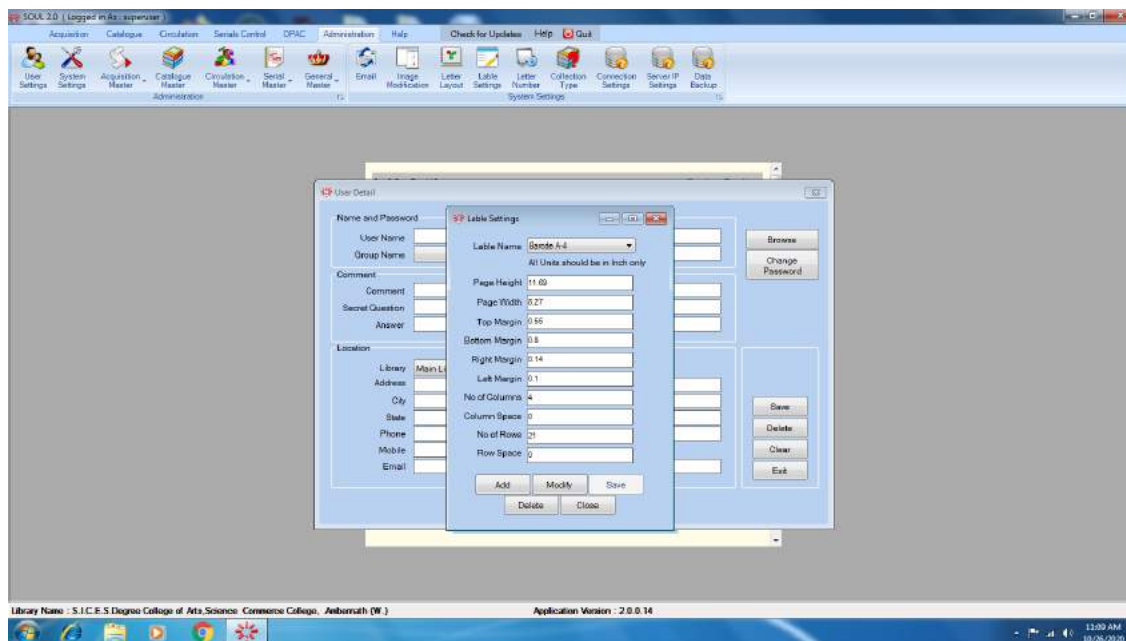 SOUL 2.0 ( Logged in As : superuser )
Acquisition Catalogue Circulation Serials Control OPAC Administration Help Check for Updates Help Quit
User Settings System Settings Acquisition Master Catalogue Master Circulation Master Serial Master General Master Email Image Modification Letter Layout Lable Settings Letter Number Collection Type Connection Settings Server IP Settings Data Backup
Administration System Settings
User Detail
Name and Password
User Name
Group Name
Comment
Comment
Secret Question
Answer
Location
Library Main Li
Address
City
State
Phone
Mobile
Email
Lable Settings
Lable Name Barcode A-4
All Units should be in Inch only
Page Height 11.69
Page Width 8.27
Top Margin
Bottom Margin 0.8
Right Margin 0.14
Left Margin 0.1
No of Columns 4
Column Space 0
No of Rows 21
Row Space 0
Add Modify Save
Delete Close
Browse
Change
Password
Save
Delete
Clear
Exit
Library Name : S.I.C.E.S Degree College of Arts,Science Commerce College, Ambernath (W.) Application Version : 2.0.0.14
11:09 AM
10/26/2020